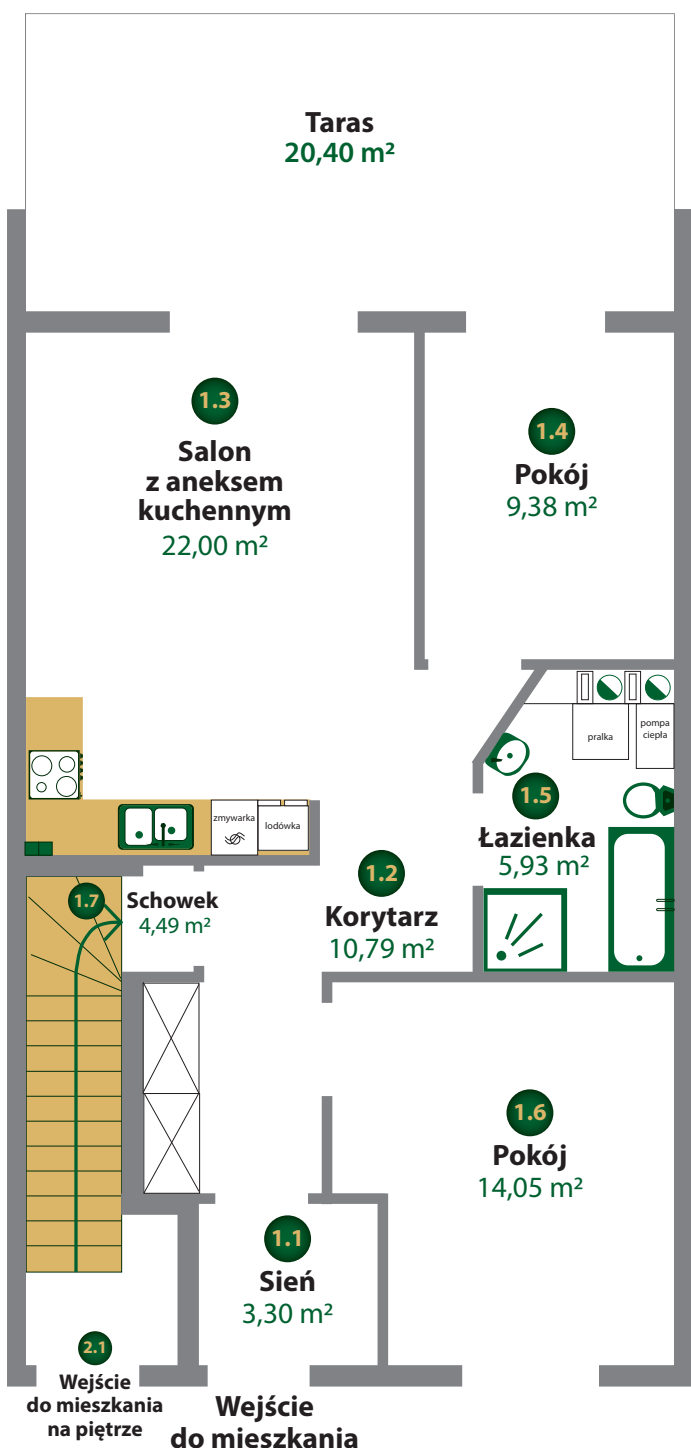 Taras
20,40 m²
1.3
Salon
z aneksem
kuchennym
22,00 m²
1.4
Pokój
9,38 m²
pralka
pompa
ciepła
zmywarka
lodówka
1.5
Łazienka
5,93 m²
1.7
Schowek
4,49 m²
1.2
Korytarz
10,79 m²
1.6
Pokój
14,05 m²
1.1
Sień
3,30 m²
2.1
Wejście
do mieszkania
na piętrze
Wejście
do mieszkania